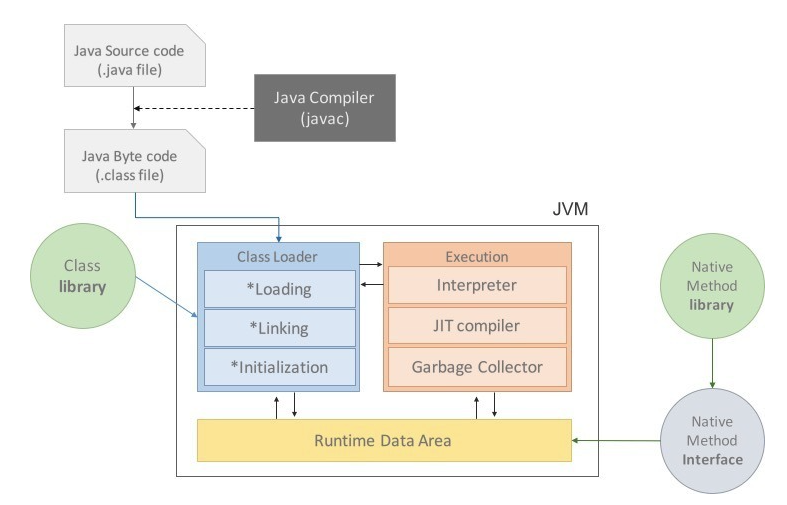 Java Source code
(.java file)
Java Compiler
(javac)
Java Byte code
(.class file)
JVM
Class
library
Class Loader
*Loading
*Linking
*Initialization
Execution
Interpreter
JIT compiler
Garbage Collector
Native
Method
library
Runtime Data Area
Native
Method
Interface